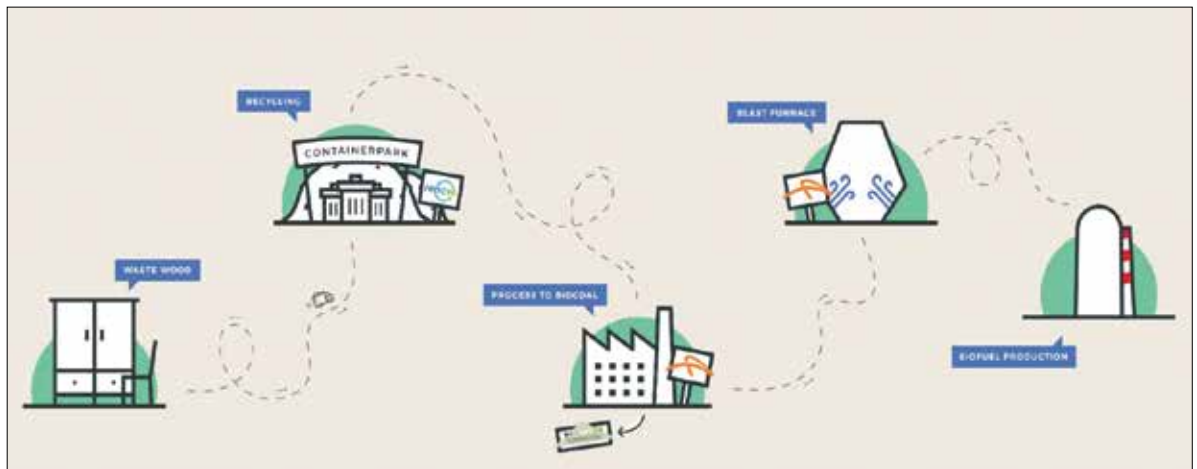 RECYCLING
CONTAINERPARK
BLAST FURNACE
WASTE WOOD
PROCESS TO BIOCOAL
BIOFUEL PRODUCTION